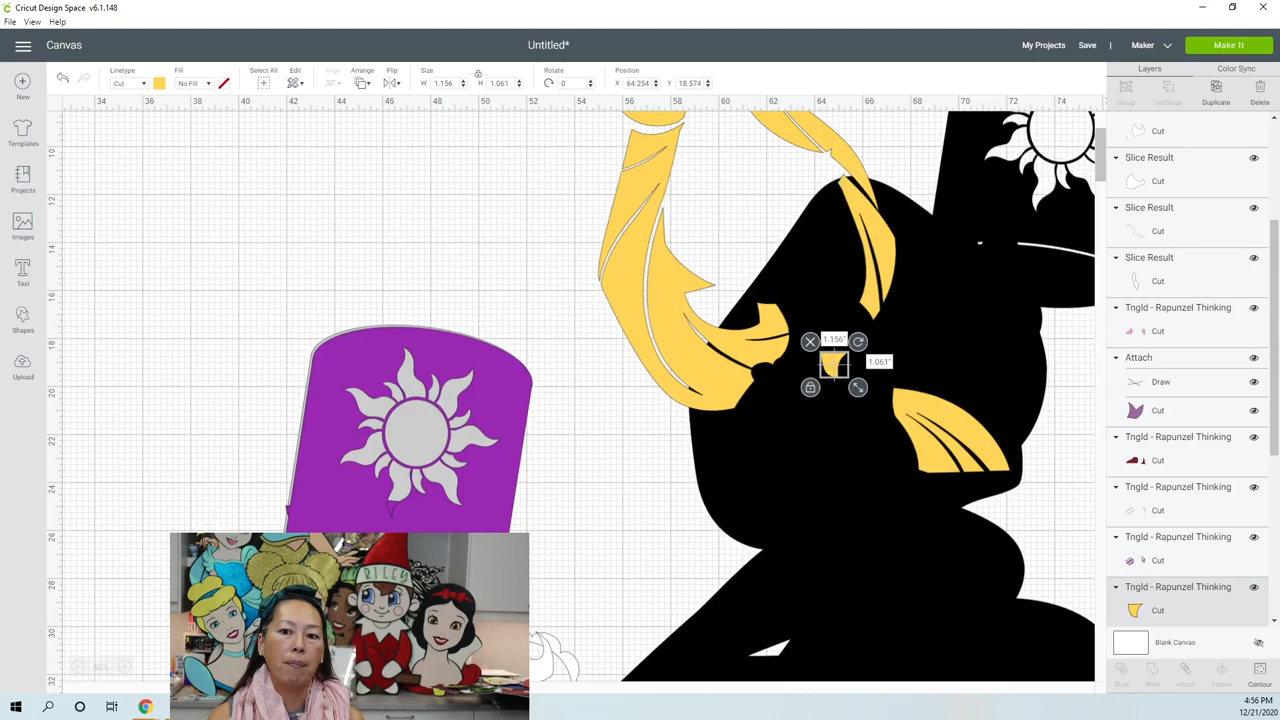 Cricut Design Space v6.1.148
File View Help
Canvas
Untitled*
My Projects Save | Maker Make It
Linetype Fill Select All Edit Align Arrange Flip Size Rotate Position
Cut No Fill W 1.156 H 1.061 0 X 64.254 Y 18.574
Layers Color Sync
Group UnGroup Duplicate Delete
34 36 38 40 42 44 46 48 50 52 54 56 58 60 62 64 66 68 70 72 74
New
Templates
Projects
Images
Text
Shapes
Upload
10
12
14
16
18
20
22
24
26
28
30
32
1.156"
1.061"
Cut
Slice Result
Cut
Slice Result
Cut
Slice Result
Cut
Tngld - Rapunzel Thinking
Cut
Attach
Draw
Cut
Tngld - Rapunzel Thinking
Cut
Tngld - Rapunzel Thinking
Cut
Tngld - Rapunzel Thinking
Cut
Tngld - Rapunzel Thinking
Cut
Blank Canvas
Slice Weld Attach Flatten Contour
RILEY
50%
4:56 PM
12/21/2020